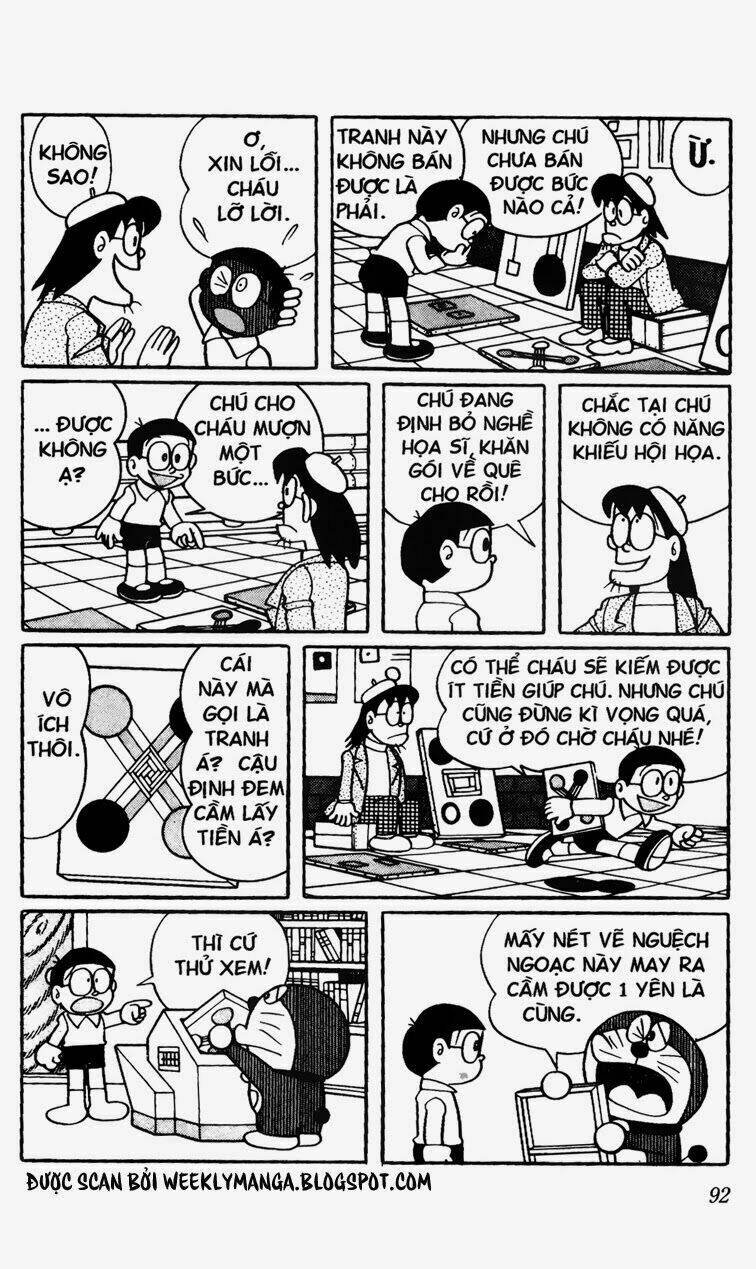 Ừ.
NHƯNG CHÚ
CHƯA BÁN
ĐƯỢC BỨC
NÀO CẢ!
TRANH NÀY
KHÔNG BÁN
ĐƯỢC LÀ
PHẢI.
Ơ,
XIN LỖI...
CHÁU
LỠ LỜI.
KHÔNG
SAO!
CHẮC TẠI CHÚ
KHÔNG CÓ NĂNG
KHIẾU HỘI HỌA.
CHÚ ĐANG
ĐỊNH BỎ NGHỀ
HỌA SĨ, KHĂN
GÓI VỀ QUÊ
CHO RỒI!
CHÚ CHO
CHÁU MƯỢN
MỘT
BỨC...
... ĐƯỢC
KHÔNG
Ạ?
CÓ THỂ CHÁU SẼ KIẾM ĐƯỢC
ÍT TIỀN GIÚP CHÚ. NHƯNG CHÚ
CŨNG ĐỪNG KÌ VỌNG QUÁ,
CỨ Ở ĐÓ CHỜ CHÁU NHÉ!
CÁI
NÀY MÀ
GỌI LÀ
TRANH
Á? CẬU
ĐỊNH ĐEM
CẦM LẤY
TIỀN Á?
VÔ
ÍCH
THÔI.
MẤY NÉT VẼ NGUỆCH
NGOẠC NÀY MAY RA
CẦM ĐƯỢC 1 YÊN LÀ
CÙNG.
THÌ CỨ
THỬ XEM!
ĐƯỢC SCAN BỞI WEEKLYMANGA.BLOGSPOT.COM
92